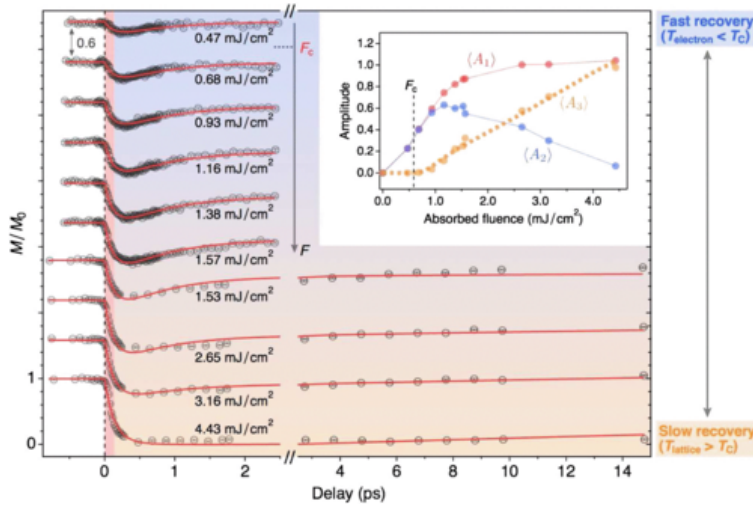 Fast recovery
(T_electron < T_C)
0.6
0.47 mJ/cm²
F_c
0.68 mJ/cm²
0.93 mJ/cm²
1.16 mJ/cm²
1.38 mJ/cm²
1.57 mJ/cm²
F
1.53 mJ/cm²
2.65 mJ/cm²
3.16 mJ/cm²
4.43 mJ/cm²
M/M₀
1
0
//
//
0 1 2 4 6 8 10 12 14
Delay (ps)
Amplitude
1.0
0.8
0.6
0.4
0.2
0.0
F_c
⟨A₁⟩
⟨A₃⟩
⟨A₂⟩
0.0 1.0 2.0 3.0 4.0
Absorbed fluence (mJ/cm²)
Slow recovery
(T_lattice > T_C)